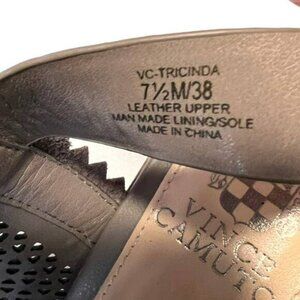 VC-TRICINDA
7½M/38
LEATHER UPPER
MAN MADE LINING/SOLE
MADE IN CHINA
VINCE
CAMUTO